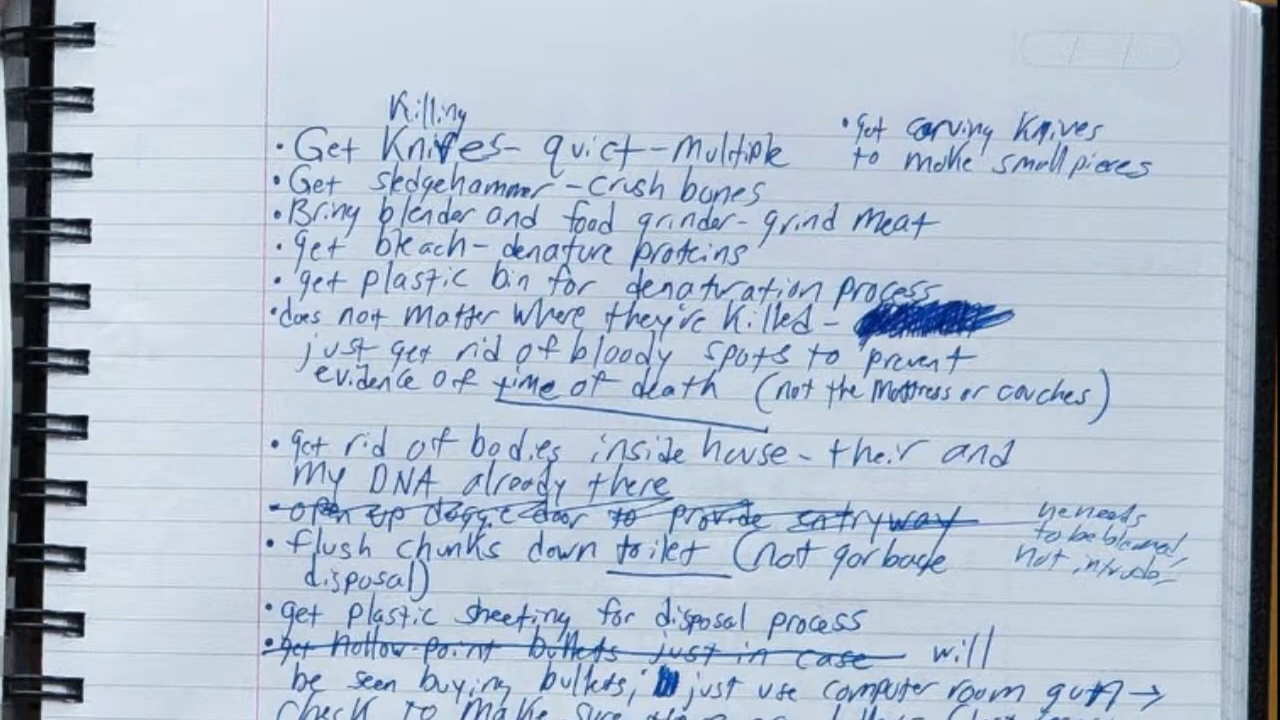 Killing
• Get Knives - quiet - multiple
• get carving knives
to make small pieces
• Get sledgehammer - crush bones
• Bring blender and food grinder - grind meat
• get bleach - denature proteins
• get plastic bin for denaturation process
• does not matter where they're killed -
just get rid of bloody spots to prevent
evidence of time of death (not the mattress or couches)
• get rid of bodies inside house - their and
my DNA already there
• open up doggie door to provide entryway
he needs
to be blamed,
not intruder
• flush chunks down toilet (not garbage
disposal)
• get plastic sheeting for disposal process
• get hollow-point bullets just in case will
be seen buying bullets; just use computer room gun →
check to make sure